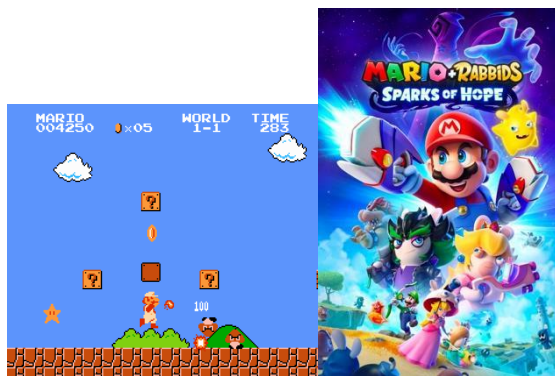 MARIO WORLD TIME
004250 ×05 1-1 283
?
? ?
100
MARIO + RABBIDS
SPARKS OF HOPE
M